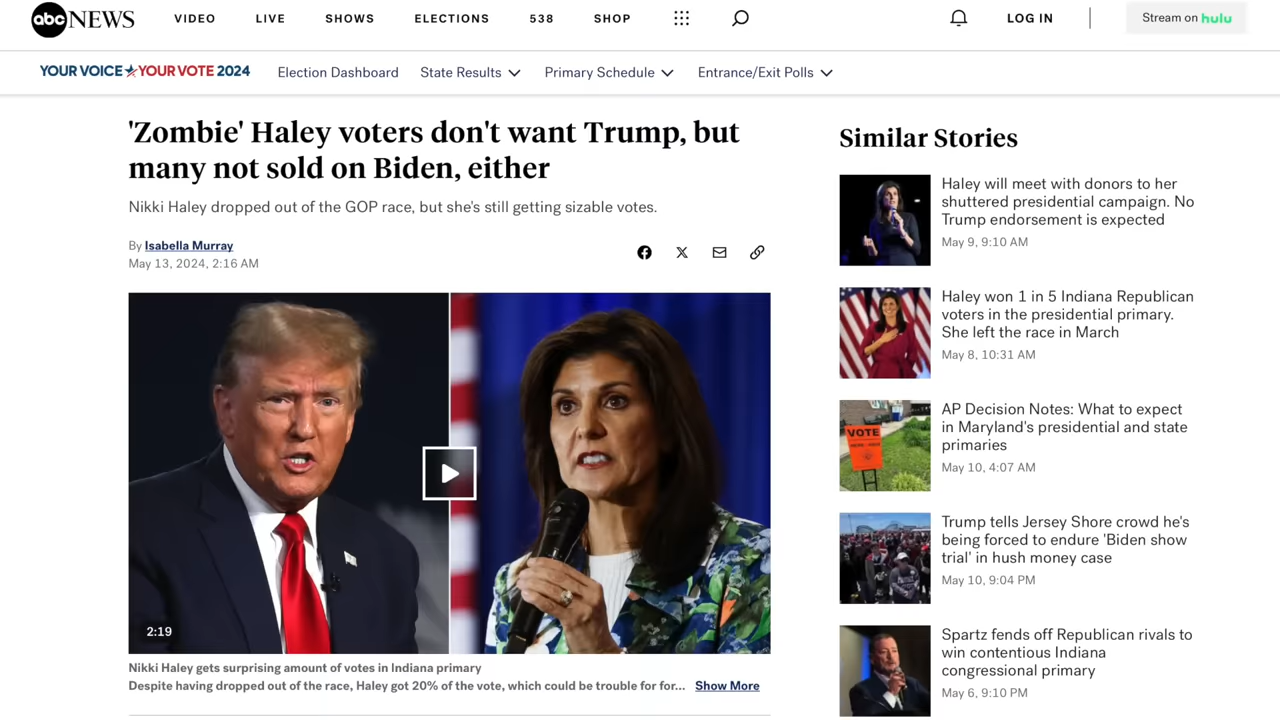 abc NEWS VIDEO LIVE SHOWS ELECTIONS 538 SHOP LOG IN Stream on hulu
YOUR VOICE YOUR VOTE 2024 Election Dashboard State Results Primary Schedule Entrance/Exit Polls
'Zombie' Haley voters don't want Trump, but
many not sold on Biden, either
Nikki Haley dropped out of the GOP race, but she's still getting sizable votes.
By Isabella Murray
May 13, 2024, 2:16 AM
2:19
Nikki Haley gets surprising amount of votes in Indiana primary
Despite having dropped out of the race, Haley got 20% of the vote, which could be trouble for for... Show More
Similar Stories
Haley will meet with donors to her
shuttered presidential campaign. No
Trump endorsement is expected
May 9, 9:10 AM
Haley won 1 in 5 Indiana Republican
voters in the presidential primary.
She left the race in March
May 8, 10:31 AM
VOTE
AP Decision Notes: What to expect
in Maryland's presidential and state
primaries
May 10, 4:07 AM
Trump tells Jersey Shore crowd he's
being forced to endure 'Biden show
trial' in hush money case
May 10, 9:04 PM
Spartz fends off Republican rivals to
win contentious Indiana
congressional primary
May 6, 9:10 PM